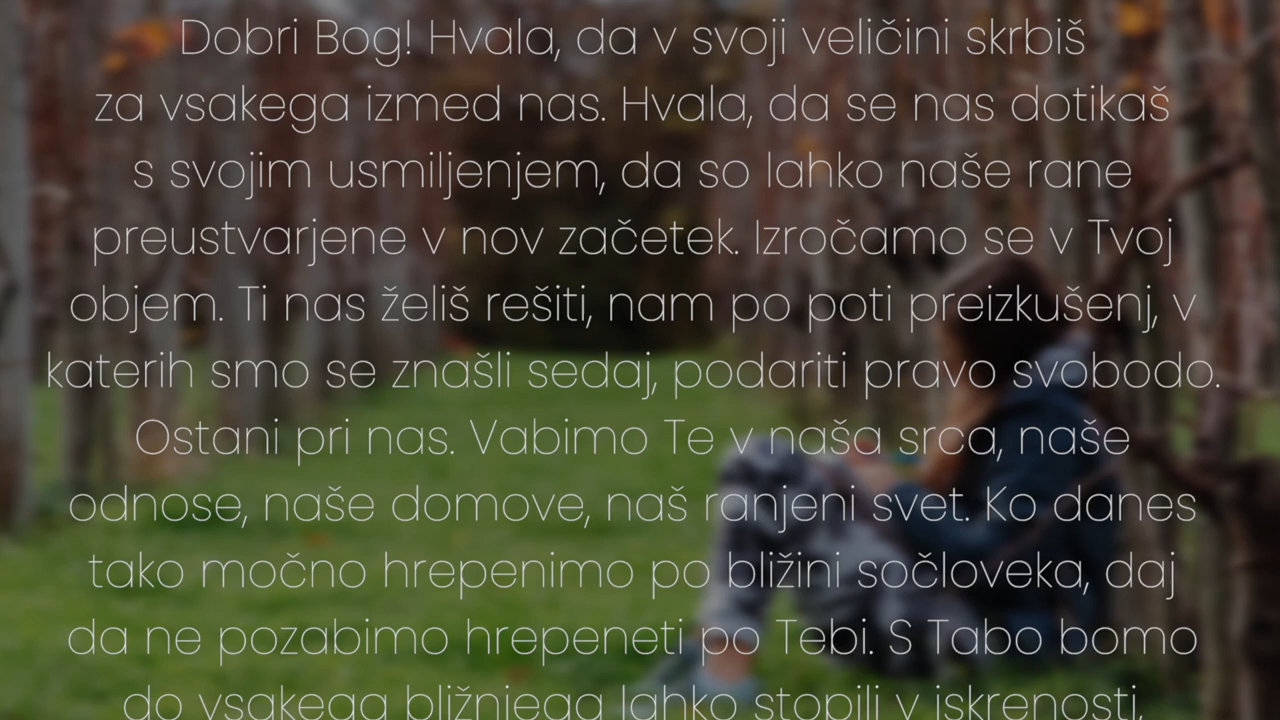 Dobri Bog! Hvala, da v svoji veličini skrbiš
za vsakega izmed nas. Hvala, da se nas dotikaš
s svojim usmiljenjem, da so lahko naše rane
preustvarjene v nov začetek. Izročamo se v Tvoj
objem. Ti nas želiš rešiti, nam po poti preizkušenj, v
katerih smo se znašli sedaj, podariti pravo svobodo.
Ostani pri nas. Vabimo Te v naša srca, naše
odnose, naše domove, naš ranjeni svet. Ko danes
tako močno hrepenimo po bližini sočloveka, daj
da ne pozabimo hrepeneti po Tebi. S Tabo bomo
do vsakega bližnjega lahko stopili v iskrenosti,